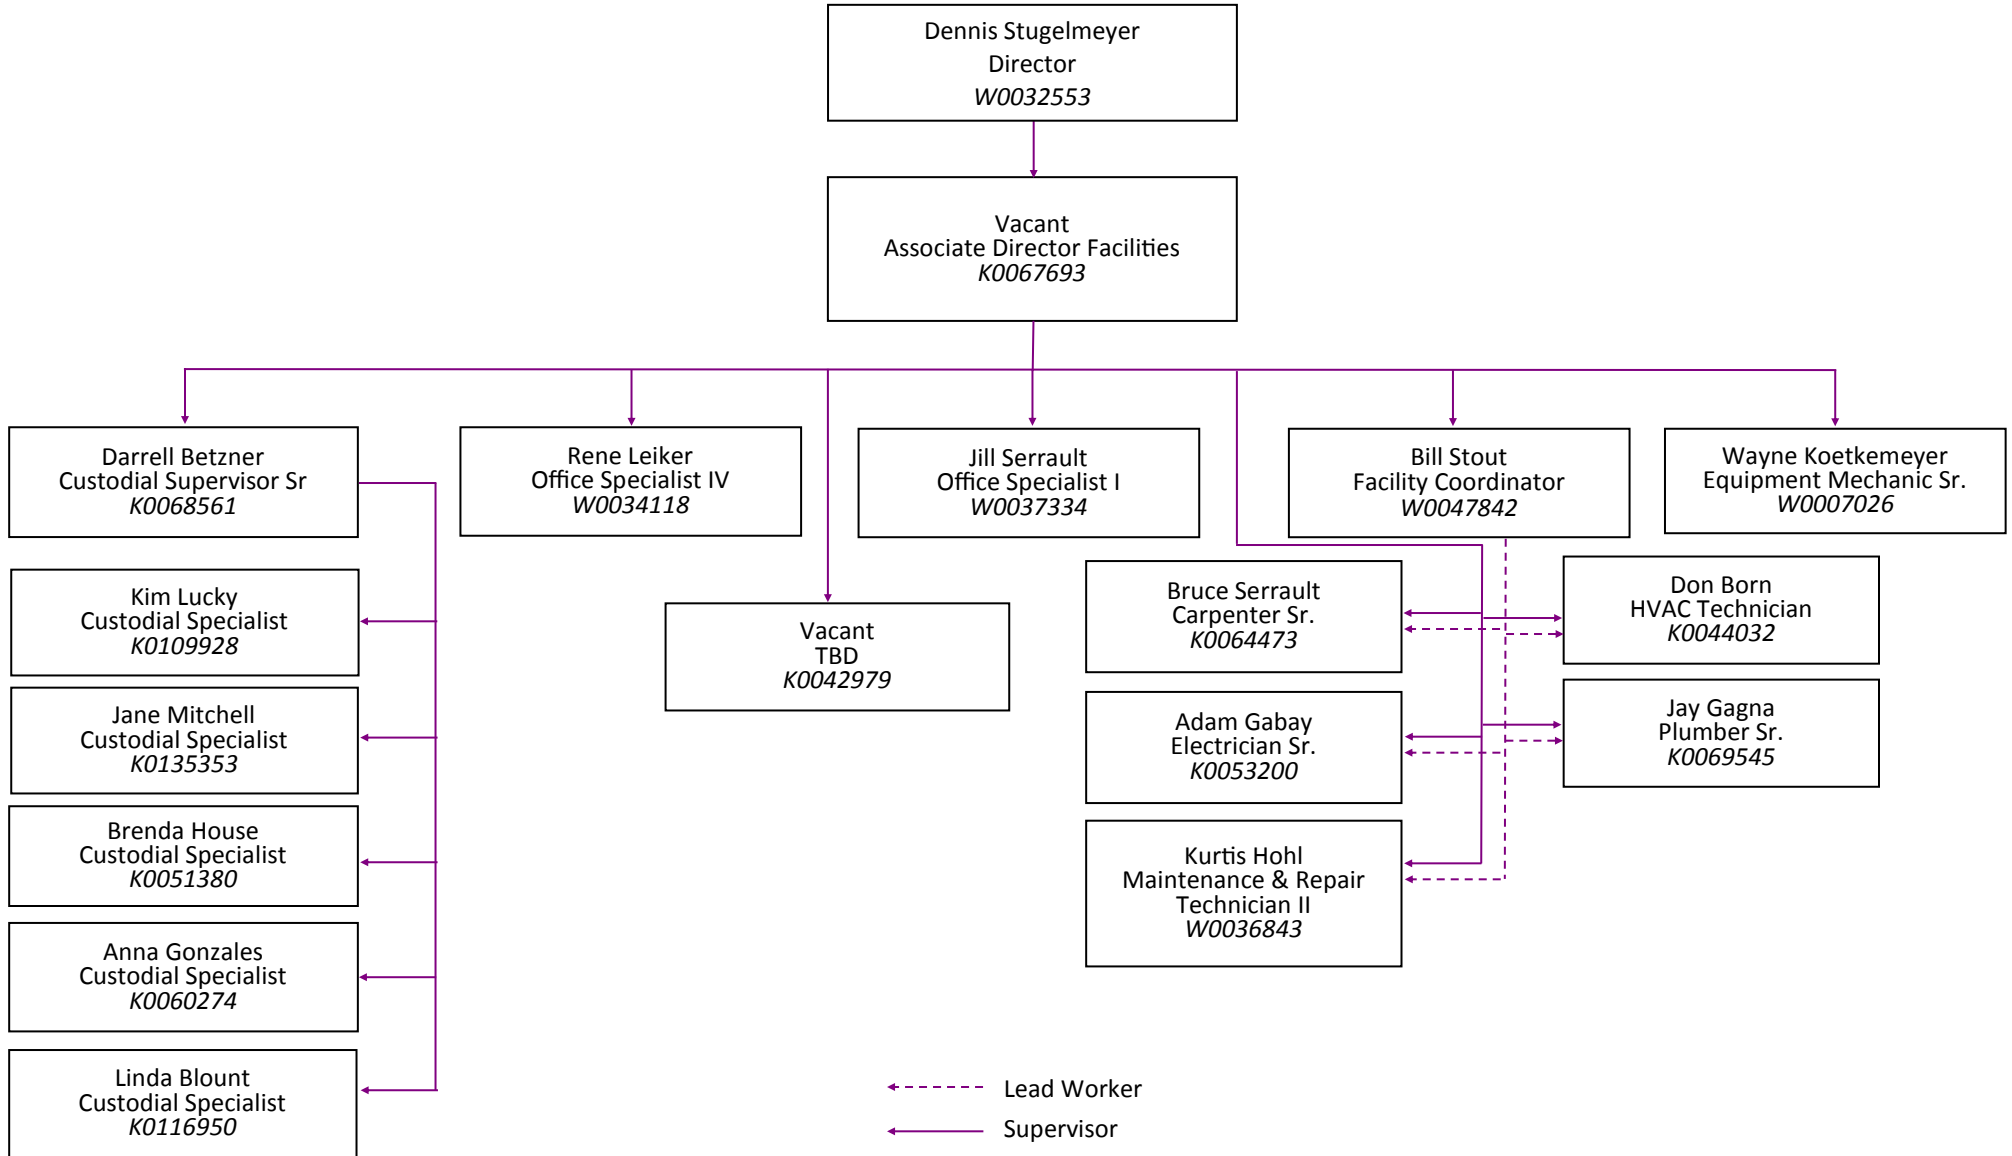 Dennis Stugelmeyer
Director
W0032553
Vacant
Associate Director Facilities
K0067693
Darrell Betzner
Custodial Supervisor Sr
K0068561
Rene Leiker
Office Specialist IV
W0034118
Jill Serrault
Office Specialist I
W0037334
Bill Stout
Facility Coordinator
W0047842
Wayne Koetkemeyer
Equipment Mechanic Sr.
W0007026
Kim Lucky
Custodial Specialist
K0109928
Jane Mitchell
Custodial Specialist
K0135353
Brenda House
Custodial Specialist
K0051380
Anna Gonzales
Custodial Specialist
K0060274
Linda Blount
Custodial Specialist
K0116950
Vacant
TBD
K0042979
Bruce Serrault
Carpenter Sr.
K0064473
Don Born
HVAC Technician
K0044032
Adam Gabay
Electrician Sr.
K0053200
Jay Gagna
Plumber Sr.
K0069545
Kurtis Hohl
Maintenance & Repair
Technician II
W0036843
Lead Worker
Supervisor